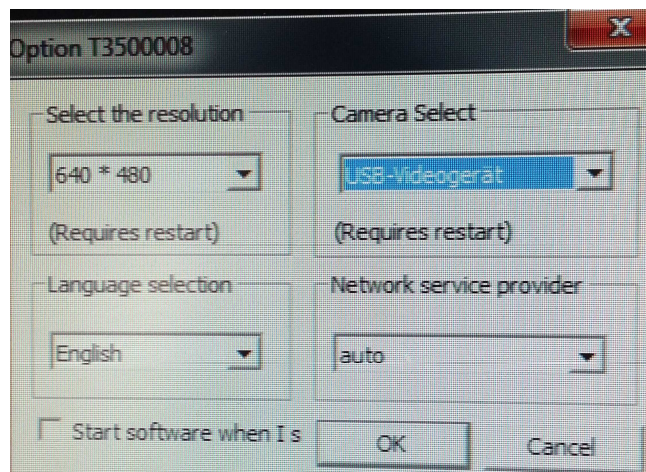 Option T3500008
X
Select the resolution
Camera Select
640 * 480
USB-Videogerät
(Requires restart)
(Requires restart)
Language selection
Network service provider
English
auto
Start software when I s
OK
Cancel